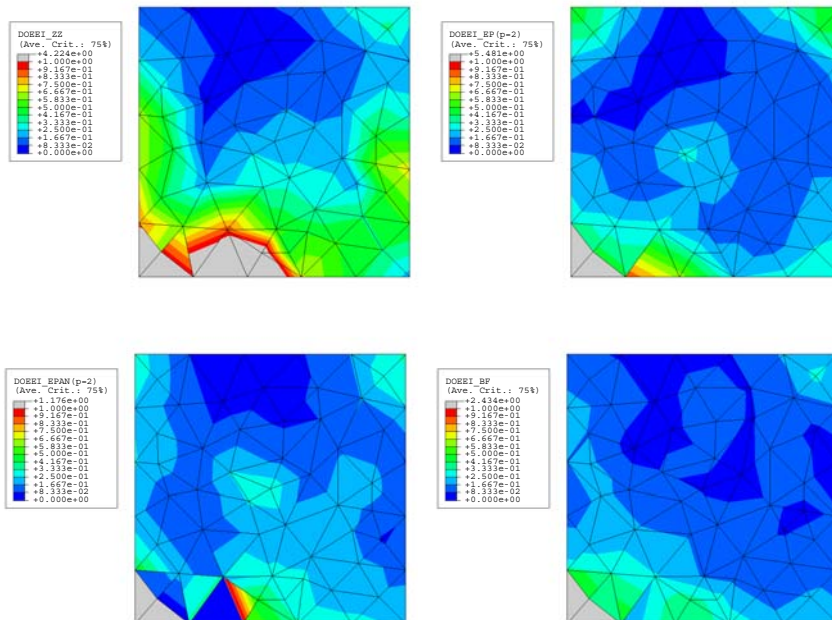 DOEEI_ZZ
(Ave. Crit.: 75%)
+4.224e+00
+1.000e+00
+9.167e-01
+8.333e-01
+7.500e-01
+6.667e-01
+5.833e-01
+5.000e-01
+4.167e-01
+3.333e-01
+2.500e-01
+1.667e-01
+8.333e-02
+0.000e+00
DOEEI_EP(p=2)
(Ave. Crit.: 75%)
+5.481e+00
+1.000e+00
+9.167e-01
+8.333e-01
+7.500e-01
+6.667e-01
+5.833e-01
+5.000e-01
+4.167e-01
+3.333e-01
+2.500e-01
+1.667e-01
+8.333e-02
+0.000e+00
DOEEI_EPAN(p=2)
(Ave. Crit.: 75%)
+1.176e+00
+1.000e+00
+9.167e-01
+8.333e-01
+7.500e-01
+6.667e-01
+5.833e-01
+5.000e-01
+4.167e-01
+3.333e-01
+2.500e-01
+1.667e-01
+8.333e-02
+0.000e+00
DOEEI_BF
(Ave. Crit.: 75%)
+2.434e+00
+1.000e+00
+9.167e-01
+8.333e-01
+7.500e-01
+6.667e-01
+5.833e-01
+5.000e-01
+4.167e-01
+3.333e-01
+2.500e-01
+1.667e-01
+8.333e-02
+0.000e+00